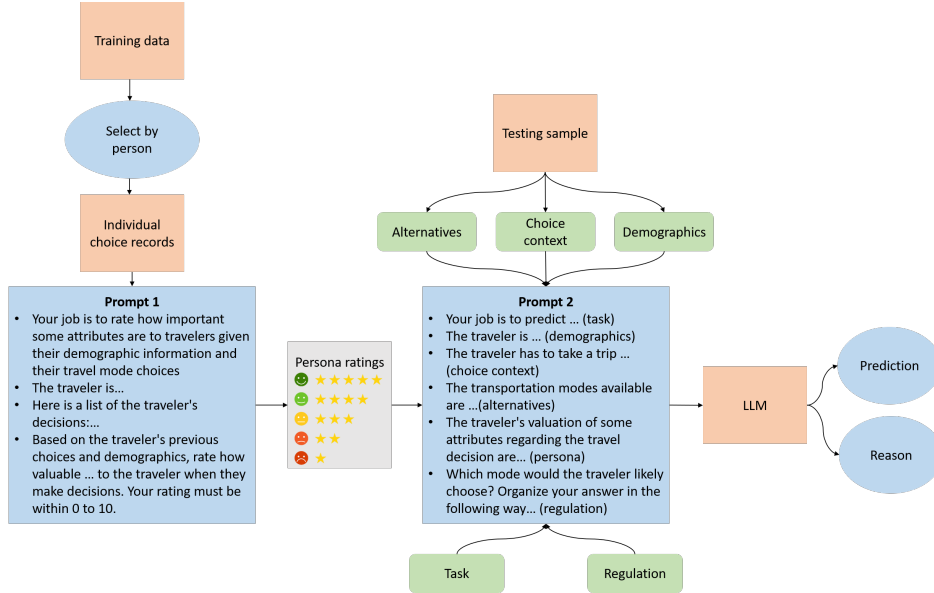 Training data
Select by
person
Individual
choice records
Prompt 1
• Your job is to rate how important
some attributes are to travelers given
their demographic information and
their travel mode choices
• The traveler is...
• Here is a list of the traveler's
decisions:...
• Based on the traveler's previous
choices and demographics, rate how
valuable ... to the traveler when they
make decisions. Your rating must be
within 0 to 10.
Persona ratings
Testing sample
Alternatives
Choice
context
Demographics
Prompt 2
• Your job is to predict ... (task)
• The traveler is ... (demographics)
• The traveler has to take a trip ...
(choice context)
• The transportation modes available
are ...(alternatives)
• The traveler's valuation of some
attributes regarding the travel
decision are... (persona)
• Which mode would the traveler likely
choose? Organize your answer in the
following way... (regulation)
Task
Regulation
LLM
Prediction
Reason